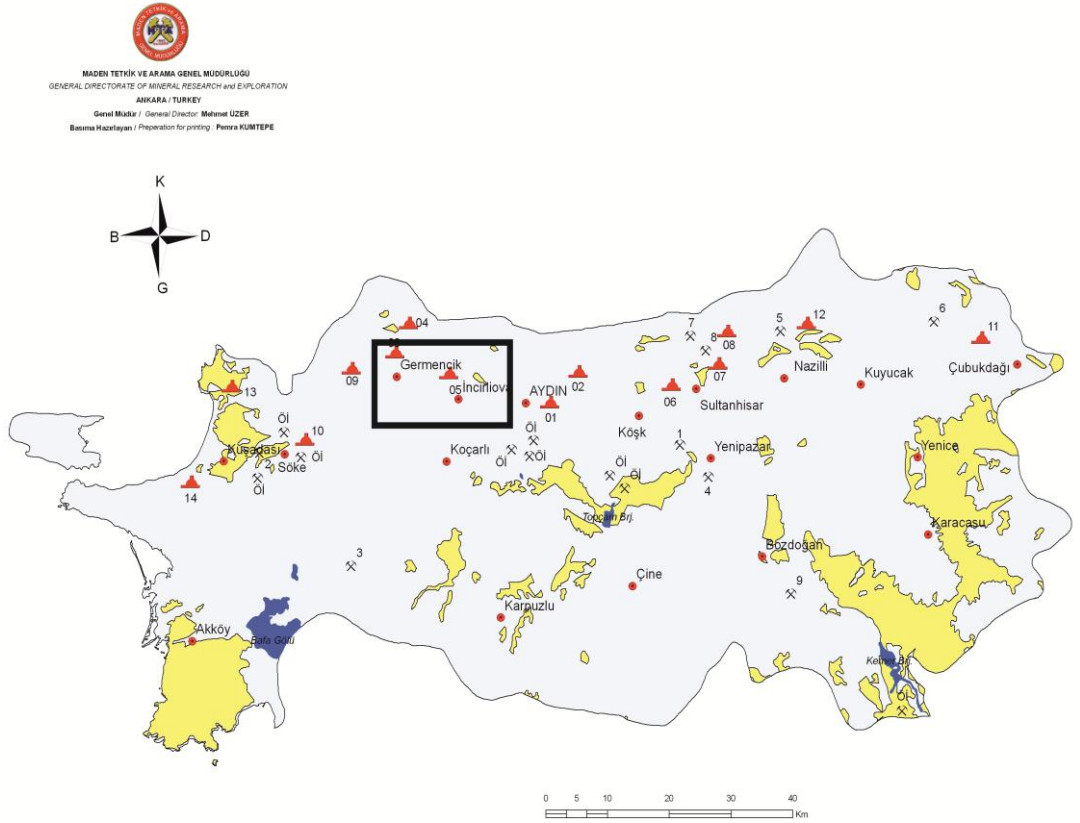 MADEN TETKİK VE ARAMA GENEL MÜDÜRLÜĞÜ
GENERAL DIRECTORATE OF MINERAL RESEARCH and EXPLORATION
ANKARA / TURKEY
Genel Müdür / General Director: Mehmet ÜZER
Basıma Hazırlayan / Preparation for printing : Pemra KUMTEPE
K
B D
G
04
Germencik
09
05
İncirliova
02
AYDIN
01
7
8
08
5
12
6
11
07
06
Nazilli
Kuyucak
Çubukdağı
Sultanhisar
Köşk
13
Öl
10
Kuşadası
2
Söke
Öl
Öl
14
Koçarlı
Öl
Öl
Öl
1
Yenipazar
4
Öl
Öl
Topçam Brj.
Yenice
Karacasu
Bozdoğan
9
3
Çine
Karpuzlu
Akköy
Bafa Gölü
Kemer Brj.
Öl
0 5 10 20 30 40
Km